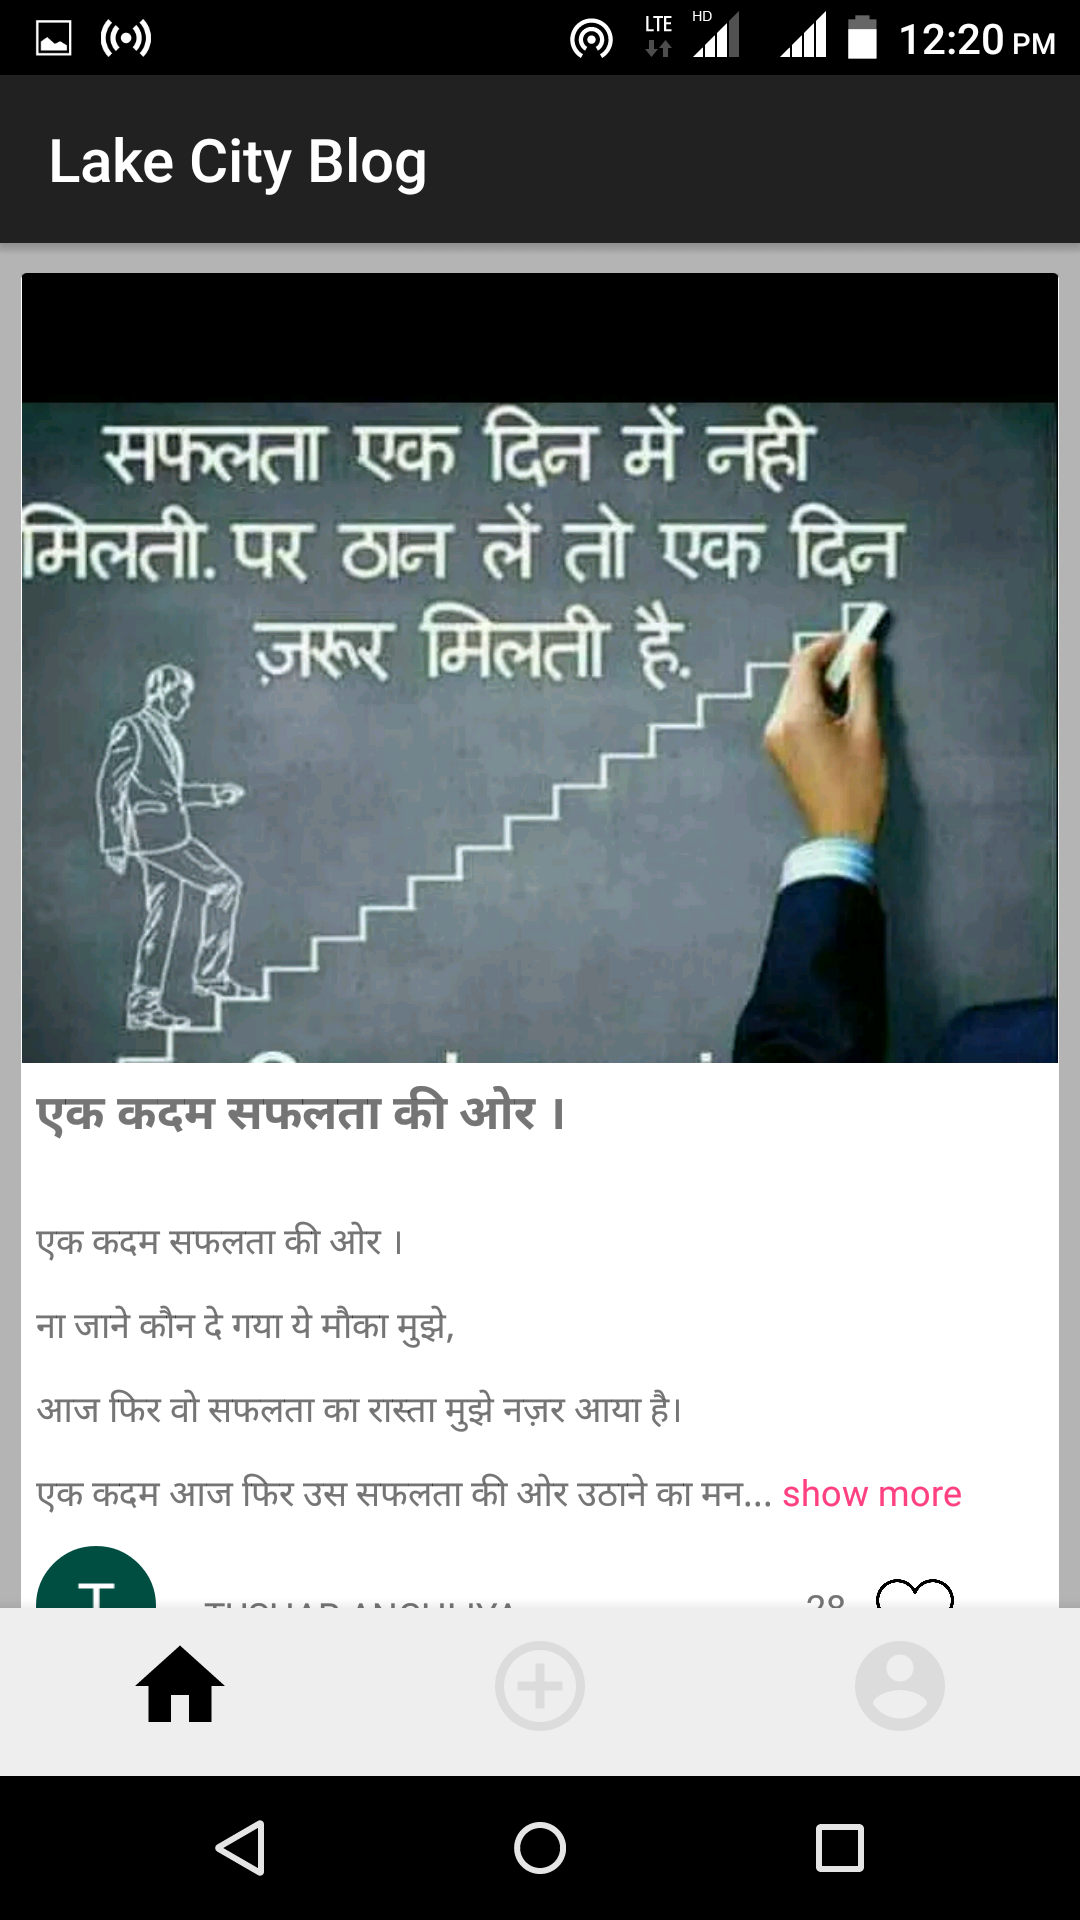 LTE HD 12:20 PM
Lake City Blog
सफलता एक दिन में नही
मिलती. पर ठान लें तो एक दिन
ज़रूर मिलती है.
एक कदम सफलता की ओर ।
एक कदम सफलता की ओर ।
ना जाने कौन दे गया ये मौका मुझे,
आज फिर वो सफलता का रास्ता मुझे नज़र आया है।
एक कदम आज फिर उस सफलता की ओर उठाने का मन... show more
T 28